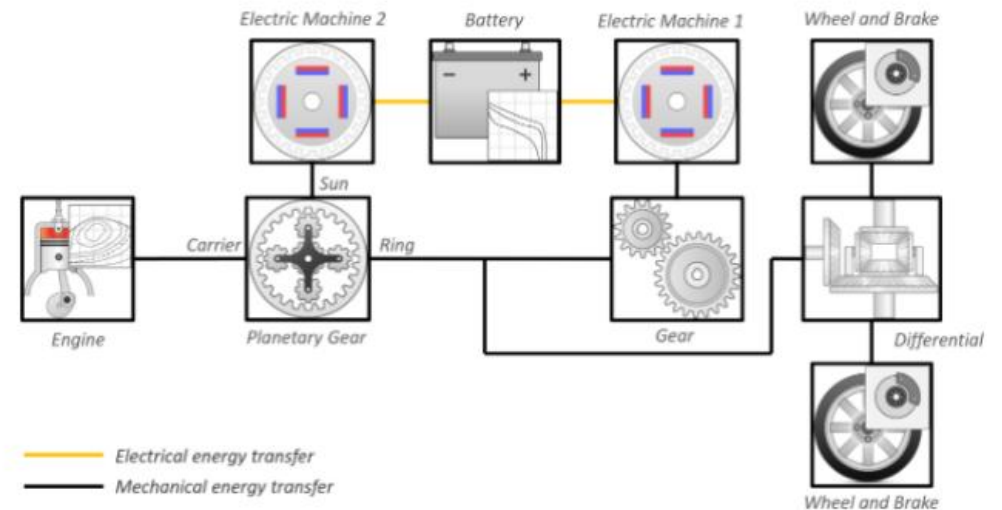 Electric Machine 2
Battery
Electric Machine 1
Wheel and Brake
− +
Sun
Carrier
Ring
Engine
Planetary Gear
Gear
Differential
Electrical energy transfer
Mechanical energy transfer
Wheel and Brake